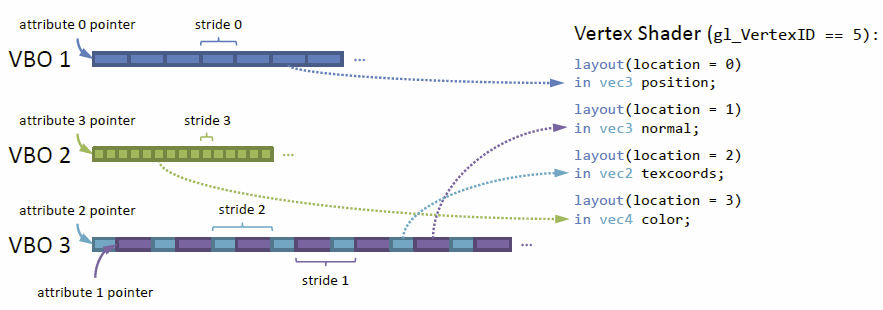 attribute 0 pointer
stride 0
VBO 1
...
attribute 3 pointer
stride 3
VBO 2
...
attribute 2 pointer
stride 2
VBO 3
...
stride 1
attribute 1 pointer
Vertex Shader (gl_VertexID == 5):
layout(location = 0)
in vec3 position;
layout(location = 1)
in vec3 normal;
layout(location = 2)
in vec2 texcoords;
layout(location = 3)
in vec4 color;